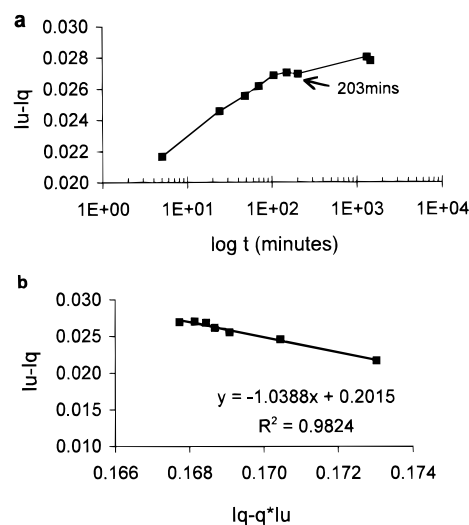 a
0.030
0.028
0.026
0.024
0.022
0.020
Iu-Iq
203mins
1E+00 1E+01 1E+02 1E+03 1E+04
log t (minutes)
b
0.030
0.025
0.020
0.015
0.010
Iu-Iq
y = -1.0388x + 0.2015
R² = 0.9824
0.166 0.168 0.170 0.172 0.174
Iq-q*Iu